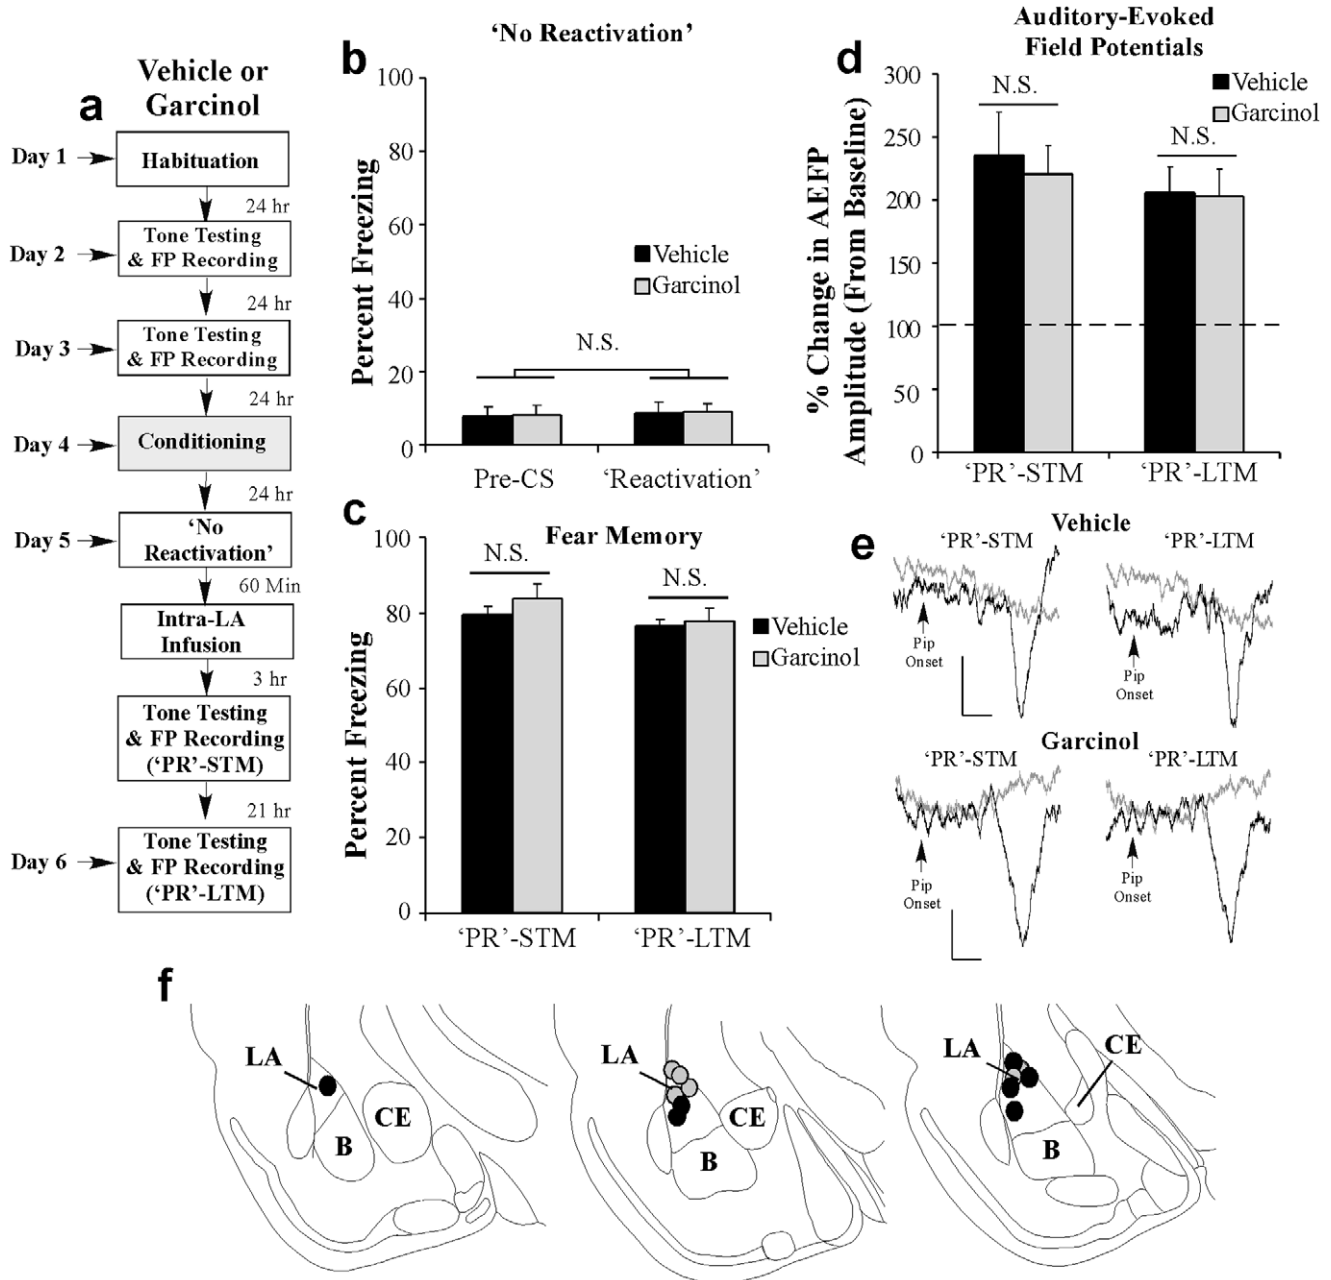 a
Vehicle or
Garcinol
Day 1
Habituation
24 hr
Day 2
Tone Testing
& FP Recording
24 hr
Day 3
Tone Testing
& FP Recording
24 hr
Day 4
Conditioning
24 hr
Day 5
‘No
Reactivation’
60 Min
Intra-LA
Infusion
3 hr
Tone Testing
& FP Recording
(‘PR’-STM)
21 hr
Day 6
Tone Testing
& FP Recording
(‘PR’-LTM)
b
‘No Reactivation’
Percent Freezing
100
80
60
40
20
0
Vehicle
Garcinol
N.S.
Pre-CS
‘Reactivation’
c
Fear Memory
Percent Freezing
100
80
60
40
20
0
N.S.
N.S.
Vehicle
Garcinol
‘PR’-STM
‘PR’-LTM
d
Auditory-Evoked
Field Potentials
% Change in AEFP
Amplitude (From Baseline)
300
250
200
150
100
50
0
N.S.
N.S.
Vehicle
Garcinol
‘PR’-STM
‘PR’-LTM
e
Vehicle
‘PR’-STM
‘PR’-LTM
Pip
Onset
Pip
Onset
Garcinol
‘PR’-STM
‘PR’-LTM
Pip
Onset
Pip
Onset
f
LA
B
CE
LA
B
CE
LA
B
CE